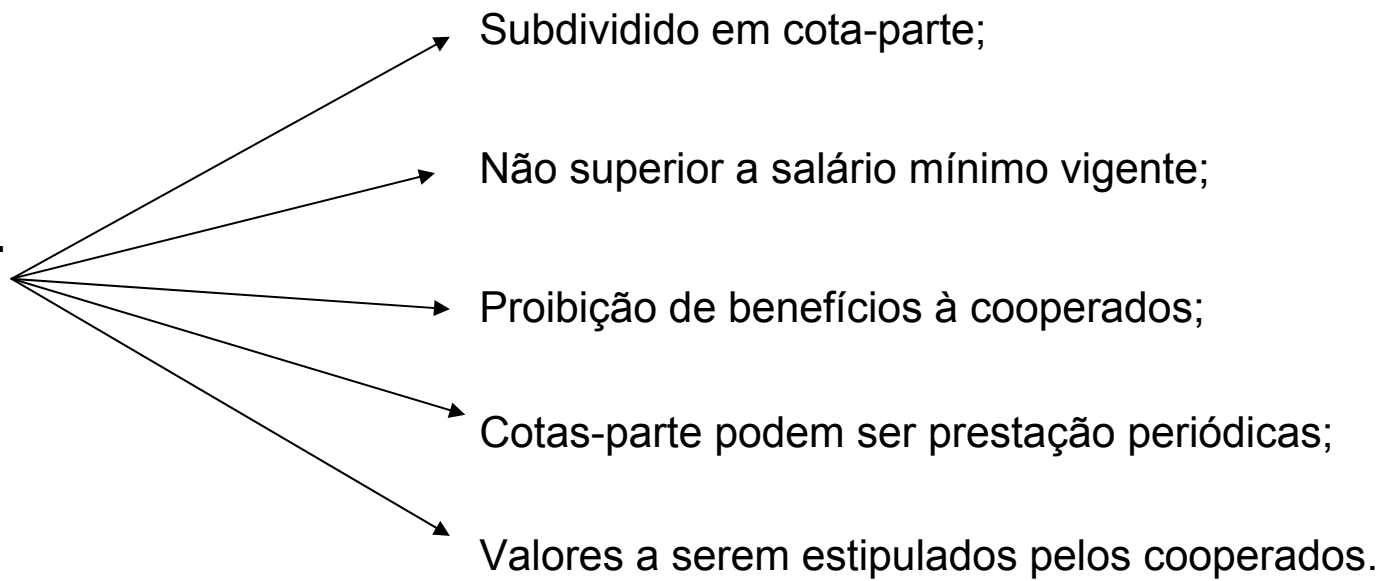 Subdividido em cota-parte;
Não superior a salário mínimo vigente;
Proibição de benefícios à cooperados;
Cotas-parte podem ser prestação periódicas;
Valores a serem estipulados pelos cooperados.